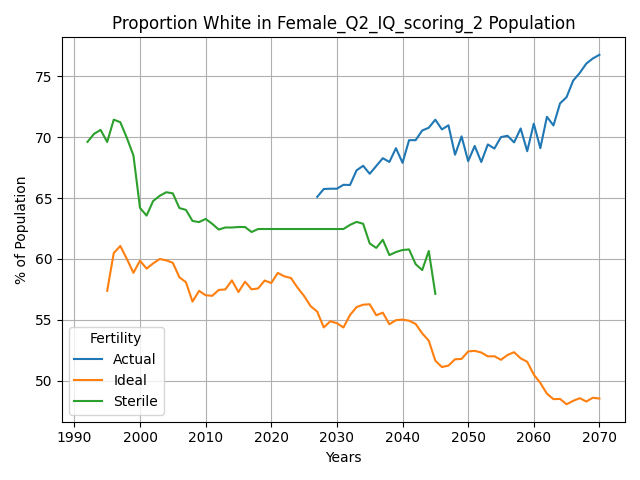 Proportion White in Female_Q2_IQ_scoring_2 Population
% of Population
75
70
65
60
55
50
Fertility
Actual
Ideal
Sterile
1990 2000 2010 2020 2030 2040 2050 2060 2070
Years